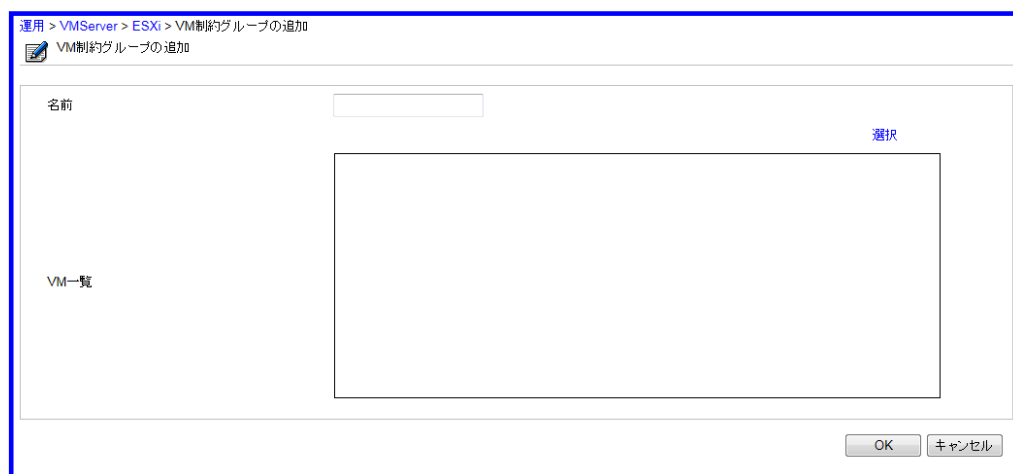 運用 > VMServer > ESXi > VM制約グループの追加
VM制約グループの追加
名前
選択
VM一覧
OK キャンセル